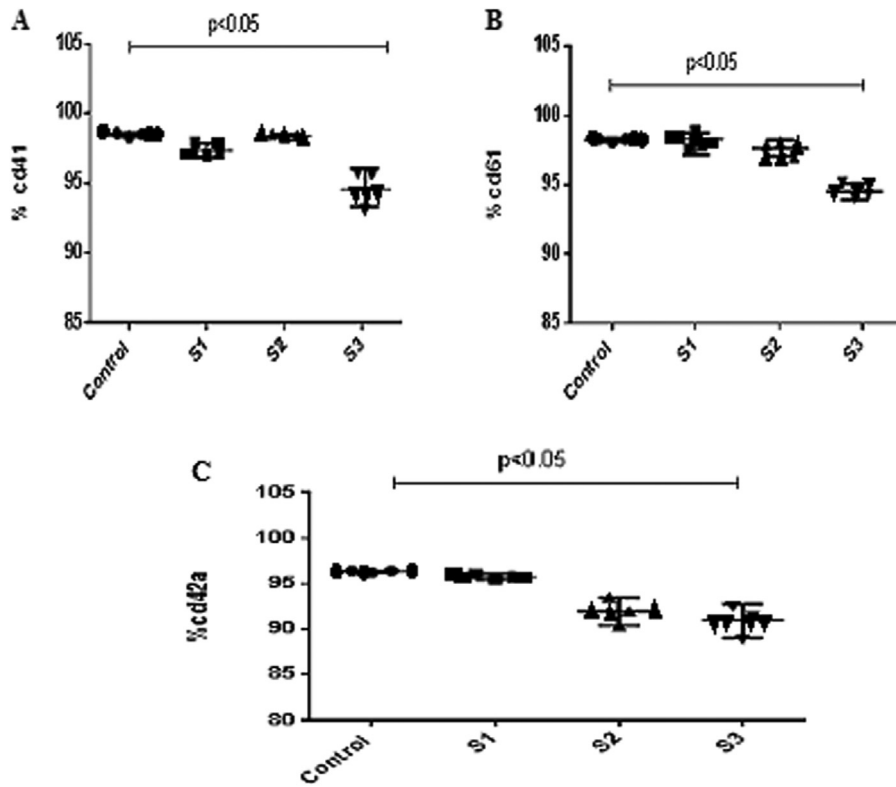 A
p<0.05
105
100
95
90
85
% cd41
Control
S1
S2
S3
B
p<0.05
105
100
95
90
85
% cd61
Control
S1
S2
S3
C
p<0.05
105
100
95
90
85
80
%cd42a
Control
S1
S2
S3